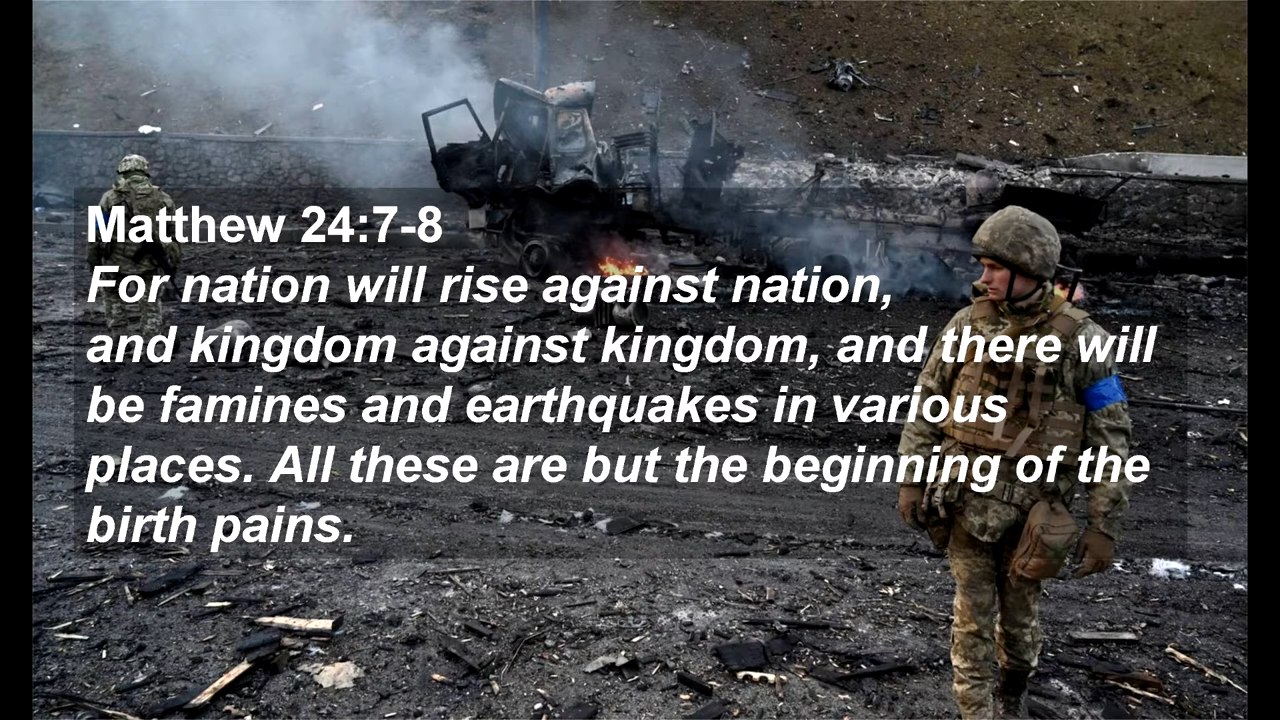 Matthew 24:7-8
For nation will rise against nation,
and kingdom against kingdom, and there will
be famines and earthquakes in various
places. All these are but the beginning of the
birth pains.